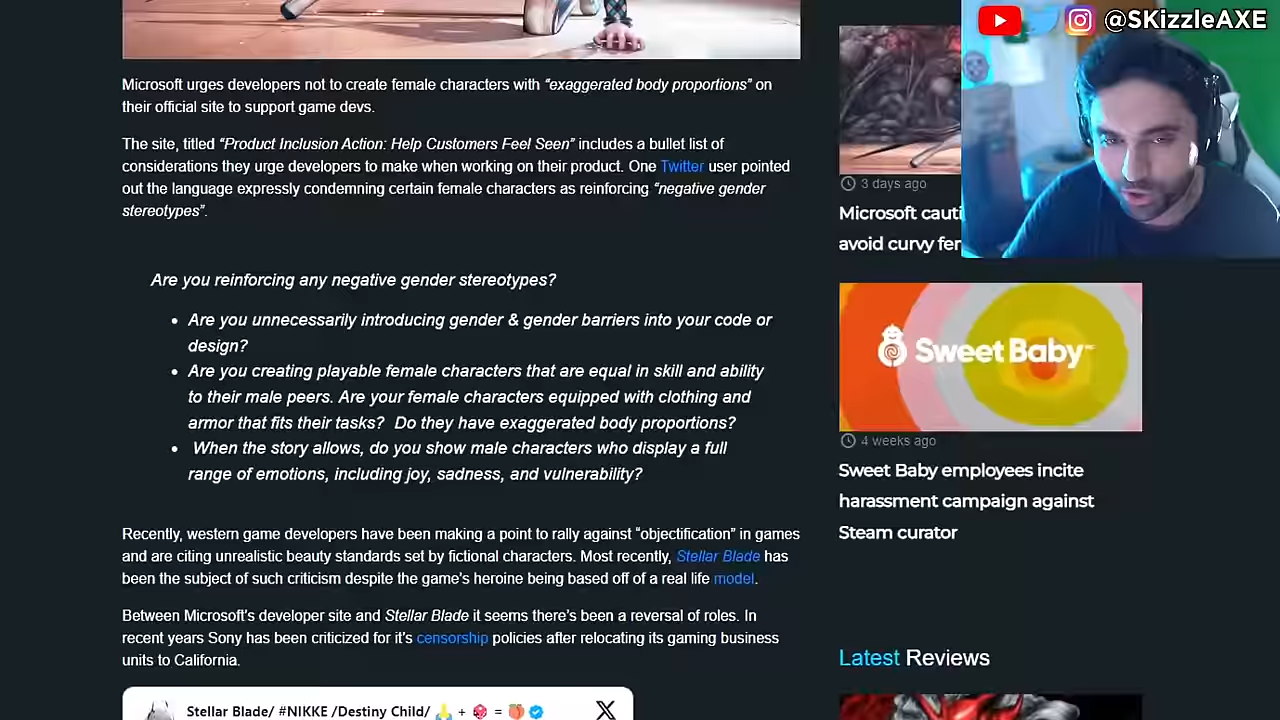 @SKizzleAXE
Microsoft urges developers not to create female characters with “exaggerated body proportions” on
their official site to support game devs.
The site, titled “Product Inclusion Action: Help Customers Feel Seen” includes a bullet list of
considerations they urge developers to make when working on their product. One Twitter user pointed
out the language expressly condemning certain female characters as reinforcing “negative gender
stereotypes”.
Are you reinforcing any negative gender stereotypes?
Are you unnecessarily introducing gender & gender barriers into your code or
design?
Are you creating playable female characters that are equal in skill and ability
to their male peers. Are your female characters equipped with clothing and
armor that fits their tasks? Do they have exaggerated body proportions?
When the story allows, do you show male characters who display a full
range of emotions, including joy, sadness, and vulnerability?
Recently, western game developers have been making a point to rally against “objectification” in games
and are citing unrealistic beauty standards set by fictional characters. Most recently, Stellar Blade has
been the subject of such criticism despite the game's heroine being based off of a real life model.
Between Microsoft's developer site and Stellar Blade it seems there's been a reversal of roles. In
recent years Sony has been criticized for it's censorship policies after relocating its gaming business
units to California.
Stellar Blade/ #NIKKE /Destiny Child/ 🙏 + 🎲 = 🍑
3 days ago
Microsoft cauti
avoid curvy fer
Sweet Baby
4 weeks ago
Sweet Baby employees incite
harassment campaign against
Steam curator
Latest Reviews